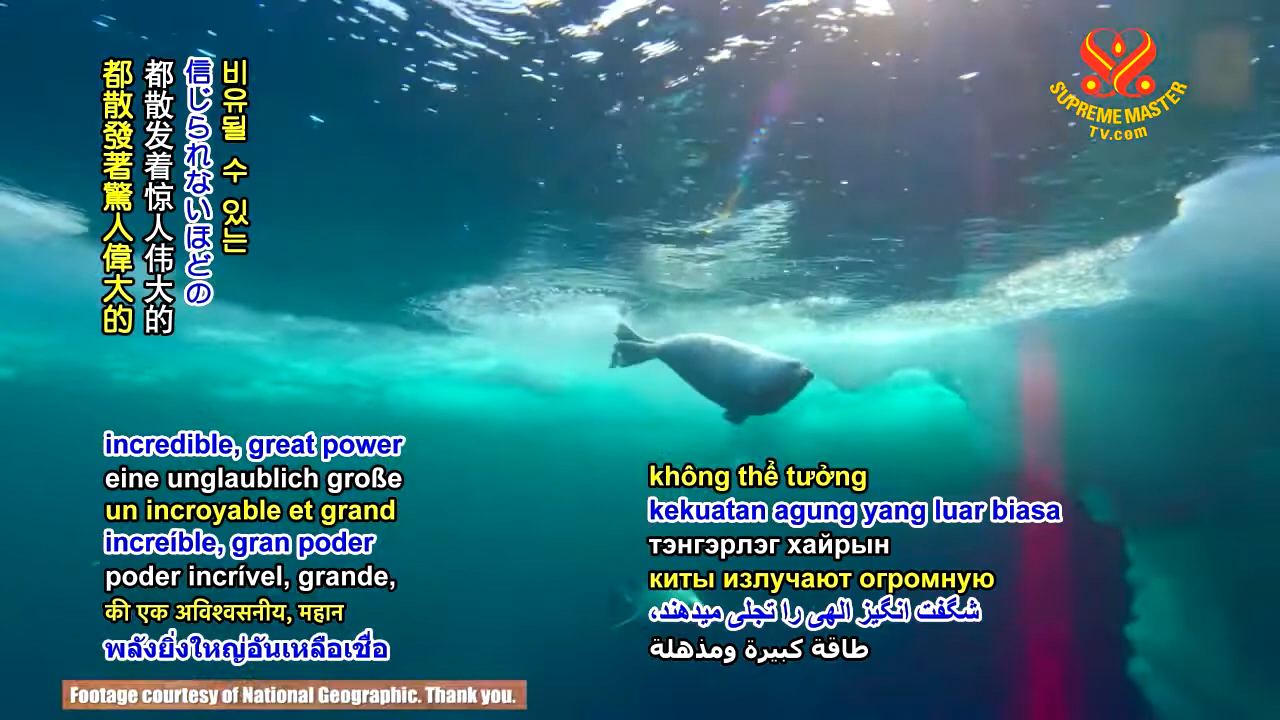 SUPREME MASTER
TV.com
비유될 수 있는
信じられないほどの
都散发着惊人伟大的
都散發著驚人偉大的
incredible, great power
eine unglaublich große
un incroyable et grand
increíble, gran poder
poder incrível, grande,
की एक अविश्वसनीय, महान
พลังยิ่งใหญ่อันเหลือเชื่อ
không thể tưởng
kekuatan agung yang luar biasa
тэнгэрлэг хайрын
киты излучают огромную
شگفت انگیز الهی را تجلی میدهند،
طاقة كبيرة ومذهلة
Footage courtesy of National Geographic. Thank you.